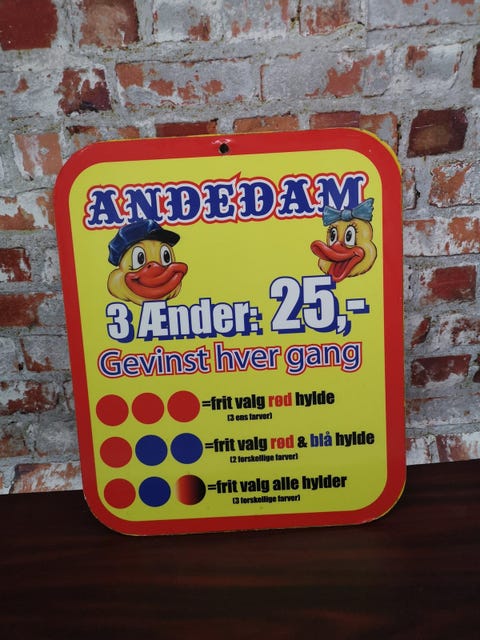 ANDEDAM
3 Ænder: 25,-
Gevinst hver gang
=frit valg rød hylde
(3 ens farver)
=frit valg rød & blå hylde
(2 forskellige farver)
=frit valg alle hylder
(3 forskellige farver)